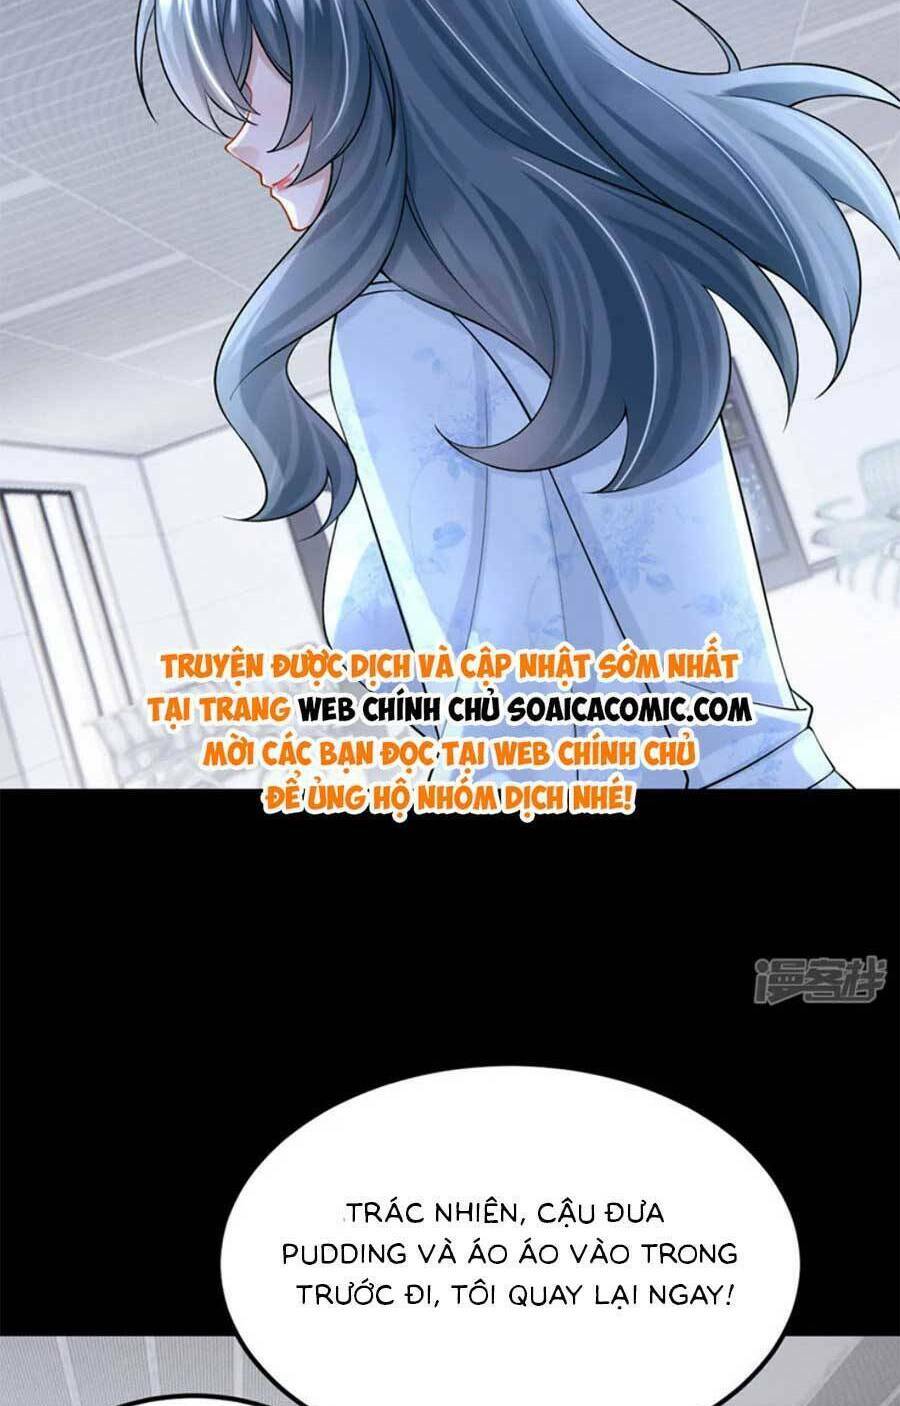 TRUYỆN ĐƯỢC DỊCH VÀ CẬP NHẬT SỚM NHẤT
TẠI TRANG WEB CHÍNH CHỦ SOAICACOMIC.COM
MỜI CÁC BẠN ĐỌC TẠI WEB CHÍNH CHỦ
ĐỂ ỦNG HỘ NHÓM DỊCH NHÉ!
漫客栈
TRÁC NHIÊN, CẬU ĐƯA
PUDDING VÀ ÁO ÁO VÀO TRONG
TRƯỚC ĐI, TÔI QUAY LẠI NGAY!